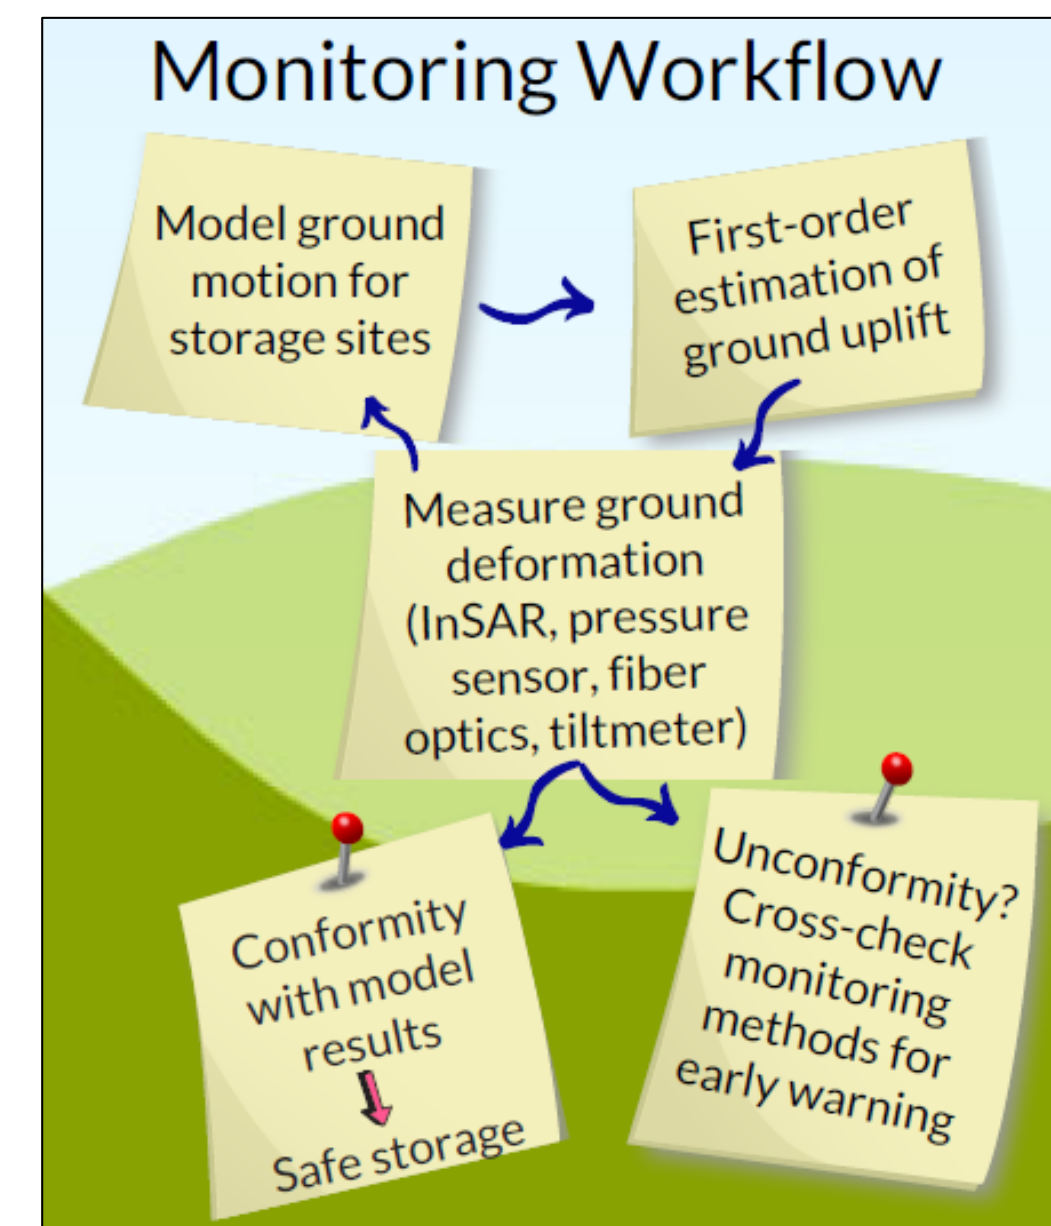 Monitoring Workflow
Model ground
motion for
storage sites
First-order
estimation of
ground uplift
Measure ground
deformation
(InSAR, pressure
sensor, fiber
optics, tiltmeter)
Conformity
with model
results
Safe storage
Unconformity?
Cross-check
monitoring
methods for
early warning